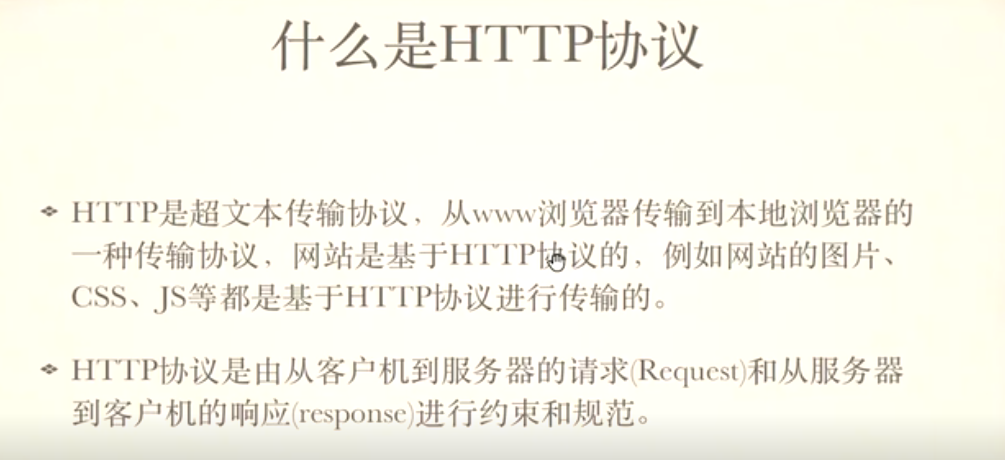 什么是HTTP协议
HTTP是超文本传输协议，从www浏览器传输到本地浏览器的
一种传输协议，网站是基于HTTP协议的，例如网站的图片、
CSS、JS等都是基于HTTP协议进行传输的。
HTTP协议是由从客户机到服务器的请求(Request)和从服务器
到客户机的响应(response)进行约束和规范。